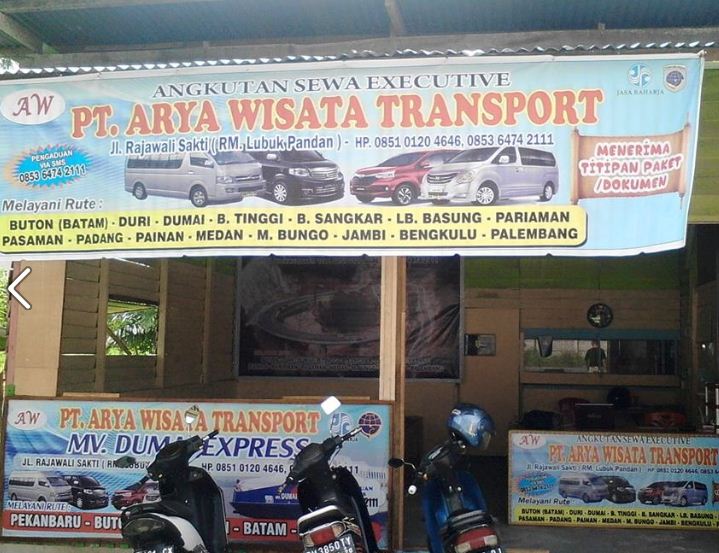 ANGKUTAN SEWA EXECUTIVE
AW
PT. ARYA WISATA TRANSPORT
JASA RAHARJA
Jl. Rajawali Sakti ( RM. Lubuk Pandan ) - HP. 0851 0120 4646, 0853 6474 2111
PENGADUAN
VIA SMS
0853 6474 2111
MENERIMA
TITIPAN PAKET
/DOKUMEN
Melayani Rute :
BUTON (BATAM) - DURI - DUMAI - B. TINGGI - B. SANGKAR - LB. BASUNG - PARIAMAN
PASAMAN - PADANG - PAINAN - MEDAN - M. BUNGO - JAMBI - BENGKULU - PALEMBANG
AW
PT. ARYA WISATA TRANSPORT
MV. DUMAI EXPRESS
JL. RAJAWALI SAKTI HP. 0851 0120 4646,
MELAYANI RUTE :
PEKANBARU - BATAM -
AW
ANGKUTAN SEWA EXECUTIVE
PT. ARYA WISATA TRANSPORT
Jl. Rajawali Sakti ( RM. Lubuk Pandan )
Melayani Rute
BUTON (BATAM) - DURI - DUMAI - B. TINGGI - B. SANGKAR - LB. BASUNG
PASAMAN - PADANG - PAINAN - MEDAN - M. BUNGO - JAMBI - BENGKULU